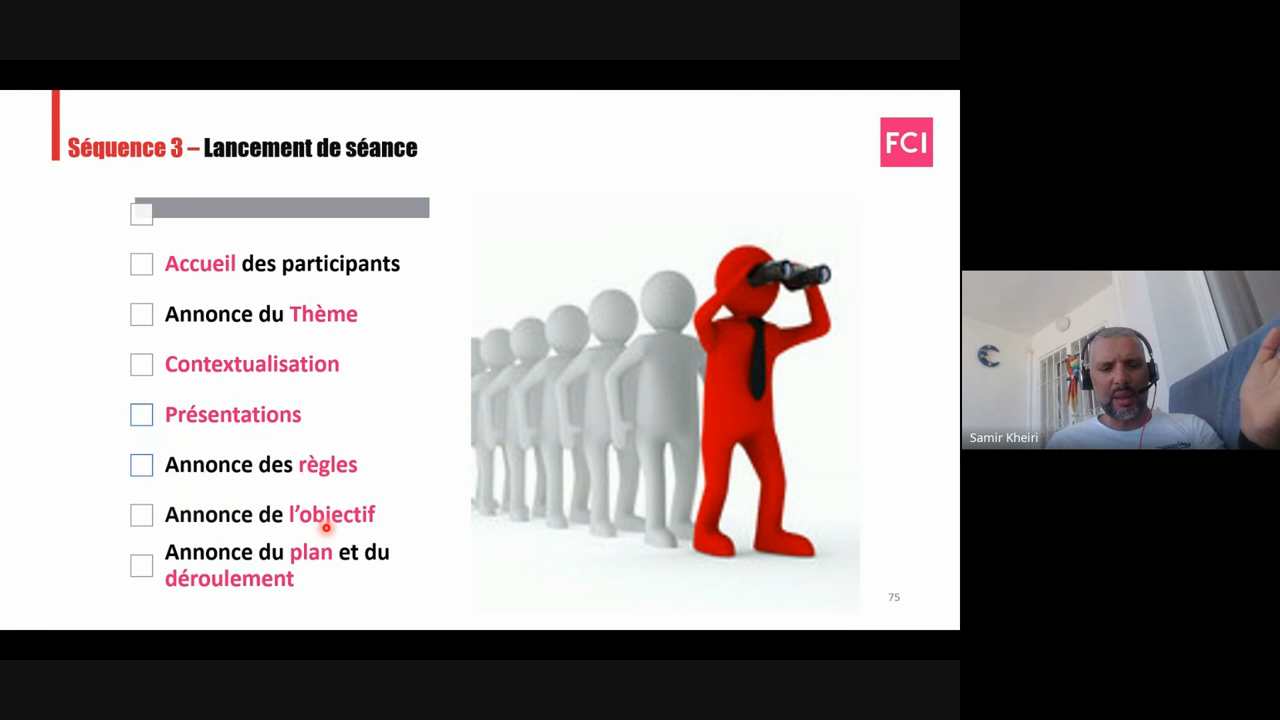 Séquence 3 – Lancement de séance
FCI
Accueil des participants
Annonce du Thème
Contextualisation
Présentations
Annonce des règles
Annonce de l’objectif
Annonce du plan et du
déroulement
75
Samir Kheiri